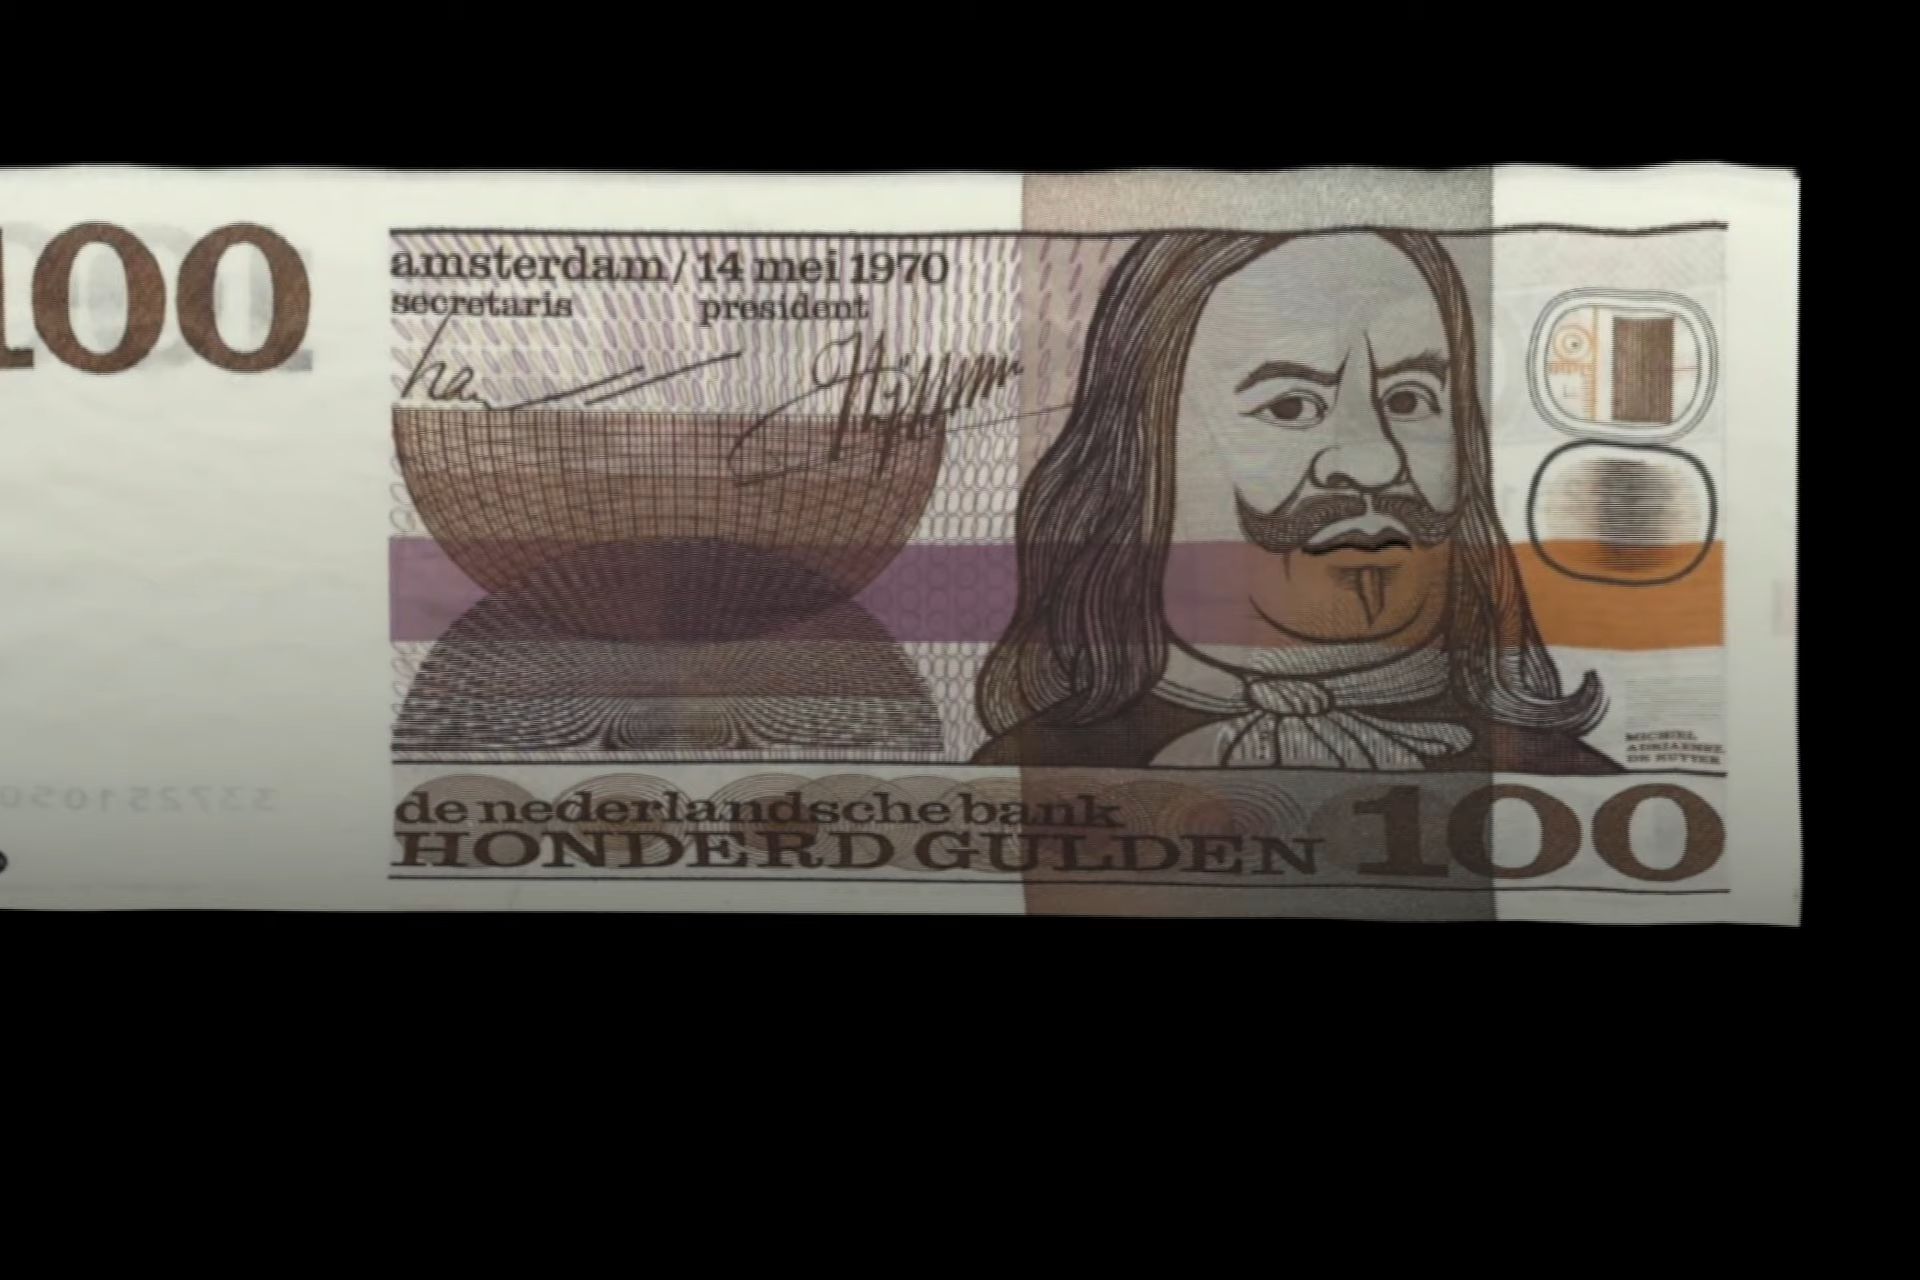 100
amsterdam / 14 mei 1970
secretaris president
de nederlandsche bank
HONDERD GULDEN 100
MICHIEL
ADRIAENSZ.
DE RUYTER